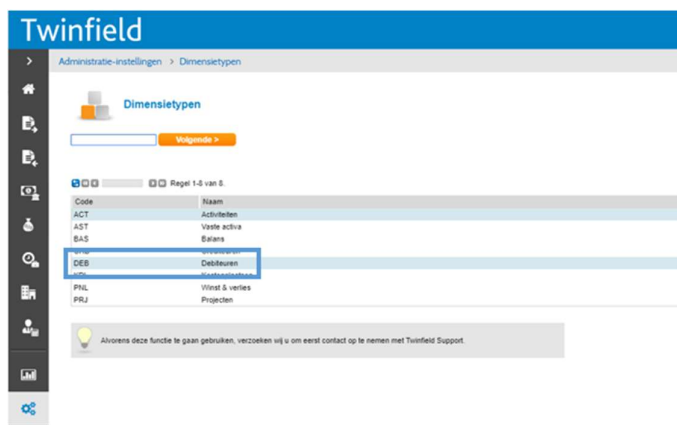 Twinfield
Administratie-instellingen > Dimensietypen
Dimensietypen
Volgende >
Regel 1-8 van 8.
Code Naam
ACT Activiteiten
AST Vaste activa
BAS Balans
DEB Debiteuren
PNL Winst & verlies
PRJ Projecten
Alvorens deze functie te gaan gebruiken, verzoeken wij u om eerst contact op te nemen met Twinfield Support.